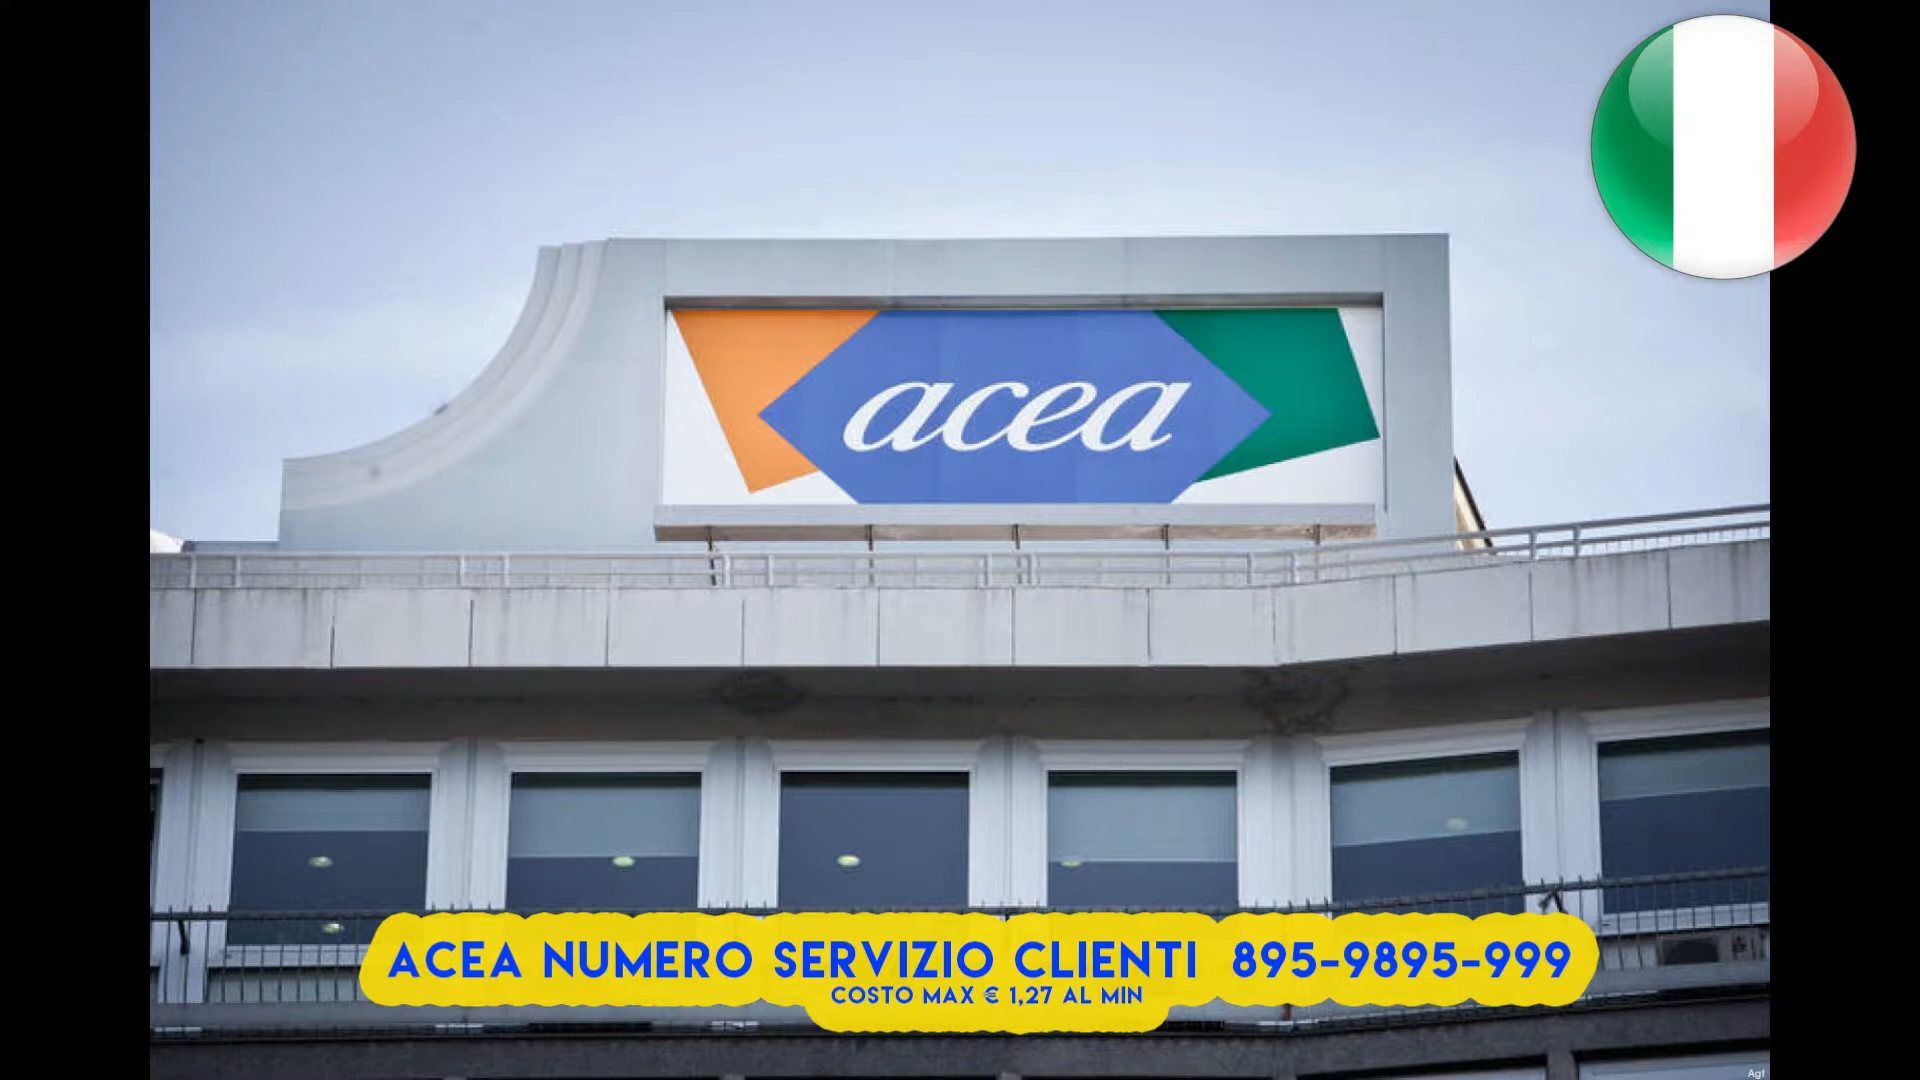 acea
ACEA NUMERO SERVIZIO CLIENTI 895-9895-999
COSTO MAX € 1,27 AL MIN
Agf